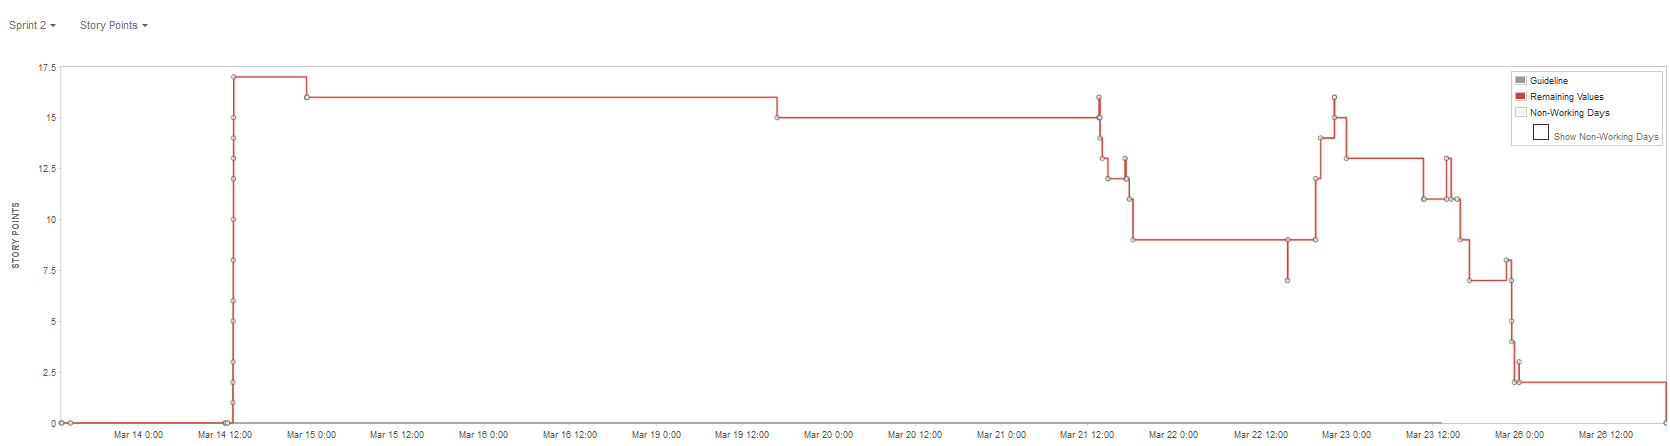 Sprint 2 Story Points
17.5
15
12.5
10
7.5
5
2.5
0
STORY POINTS
Guideline
Remaining Values
Non-Working Days
Show Non-Working Days
Mar 14 0:00 Mar 14 12:00 Mar 15 0:00 Mar 15 12:00 Mar 16 0:00 Mar 16 12:00 Mar 19 0:00 Mar 19 12:00 Mar 20 0:00 Mar 20 12:00 Mar 21 0:00 Mar 21 12:00 Mar 22 0:00 Mar 22 12:00 Mar 23 0:00 Mar 23 12:00 Mar 26 0:00 Mar 26 12:00